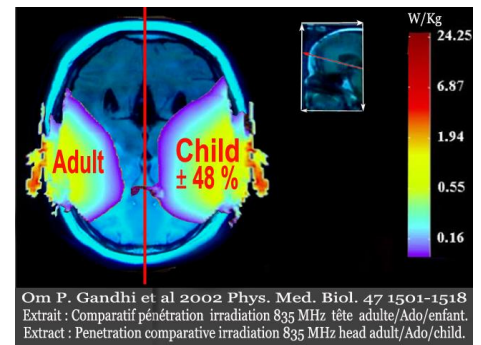 W/Kg
24.25
6.87
1.94
0.55
0.16
Adult
Child
± 48 %
Om P. Gandhi et al 2002 Phys. Med. Biol. 47 1501-1518
Extrait : Comparatif pénétration irradiation 835 MHz tête adulte/Ado/enfant.
Extract : Penetration comparative irradiation 835 MHz head adult/Ado/child.